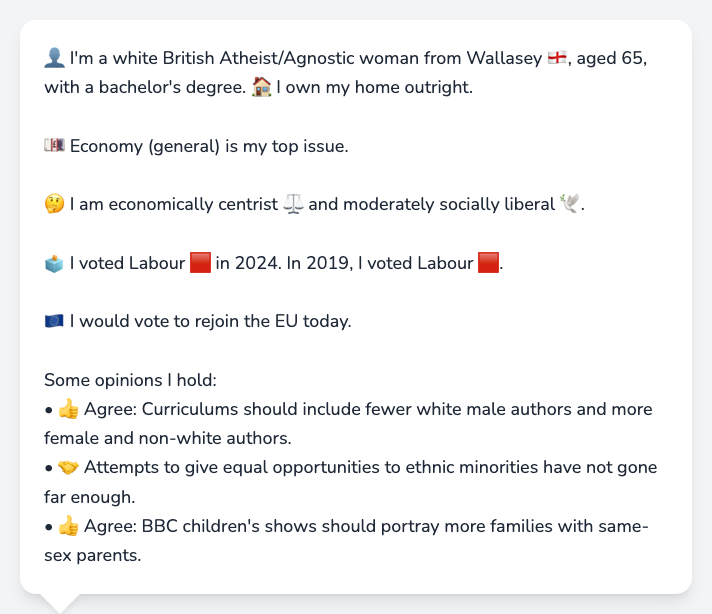 👤 I'm a white British Atheist/Agnostic woman from Wallasey 🏴󠁧󠁢󠁥󠁮󠁧󠁿, aged 65,
with a bachelor's degree. 🏠 I own my home outright.
💷 Economy (general) is my top issue.
🤔 I am economically centrist ⚖️ and moderately socially liberal 🕊️.
🗳️ I voted Labour 🟥 in 2024. In 2019, I voted Labour 🟥.
🇪🇺 I would vote to rejoin the EU today.
Some opinions I hold:
• 👍 Agree: Curriculums should include fewer white male authors and more
female and non-white authors.
• 🤝 Attempts to give equal opportunities to ethnic minorities have not gone
far enough.
• 👍 Agree: BBC children's shows should portray more families with same-
sex parents.